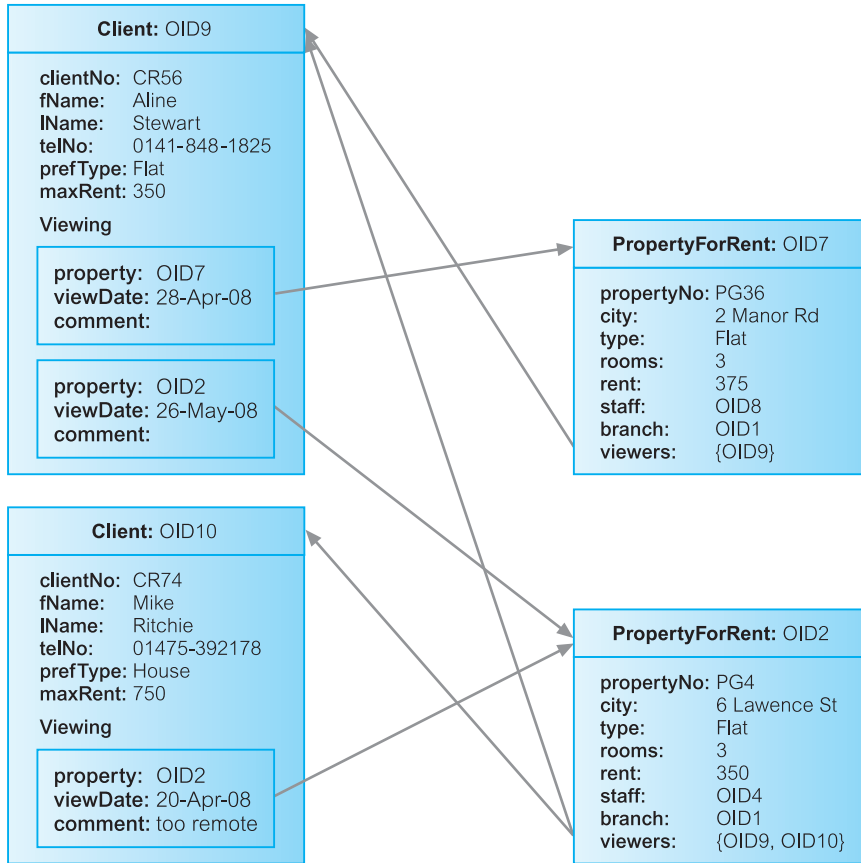 Client: OID9
clientNo: CR56
fName: Aline
lName: Stewart
telNo: 0141-848-1825
prefType: Flat
maxRent: 350
Viewing
property: OID7
viewDate: 28-Apr-08
comment:
property: OID2
viewDate: 26-May-08
comment:
Client: OID10
clientNo: CR74
fName: Mike
lName: Ritchie
telNo: 01475-392178
prefType: House
maxRent: 750
Viewing
property: OID2
viewDate: 20-Apr-08
comment: too remote
PropertyForRent: OID7
propertyNo: PG36
city: 2 Manor Rd
type: Flat
rooms: 3
rent: 375
staff: OID8
branch: OID1
viewers: {OID9}
PropertyForRent: OID2
propertyNo: PG4
city: 6 Lawence St
type: Flat
rooms: 3
rent: 350
staff: OID4
branch: OID1
viewers: {OID9, OID10}